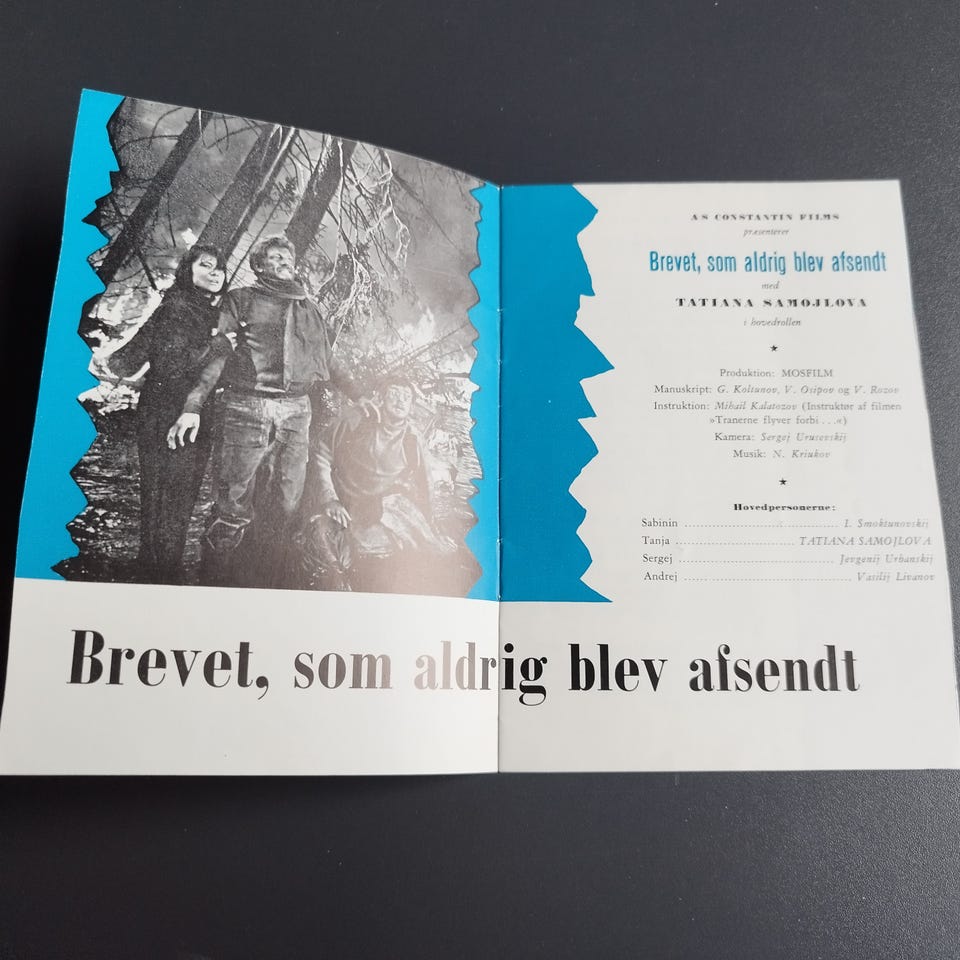 A S CONSTANTIN FILMS
præsenterer
Brevet, som aldrig blev afsendt
med
TATIANA SAMOJLOVA
i hovedrollen
Produktion: MOSFILM
Manuskript: G. Koltunov, V. Osipov og V. Rozov
Instruktion: Mihail Kalatozov (Instruktør af filmen
»Tranerne flyver forbi . . .«)
Kamera: Sergej Urusevskij
Musik: N. Kriukov
Hovedpersonerne:
Sabinin ........................................ I. Smoktunovskij
Tanja ................................ TATIANA SAMOJLOVA
Sergej ........................................ Jevgenij Urbanskij
Andrej ........................................... Vasilij Livanov
Brevet, som aldrig blev afsendt